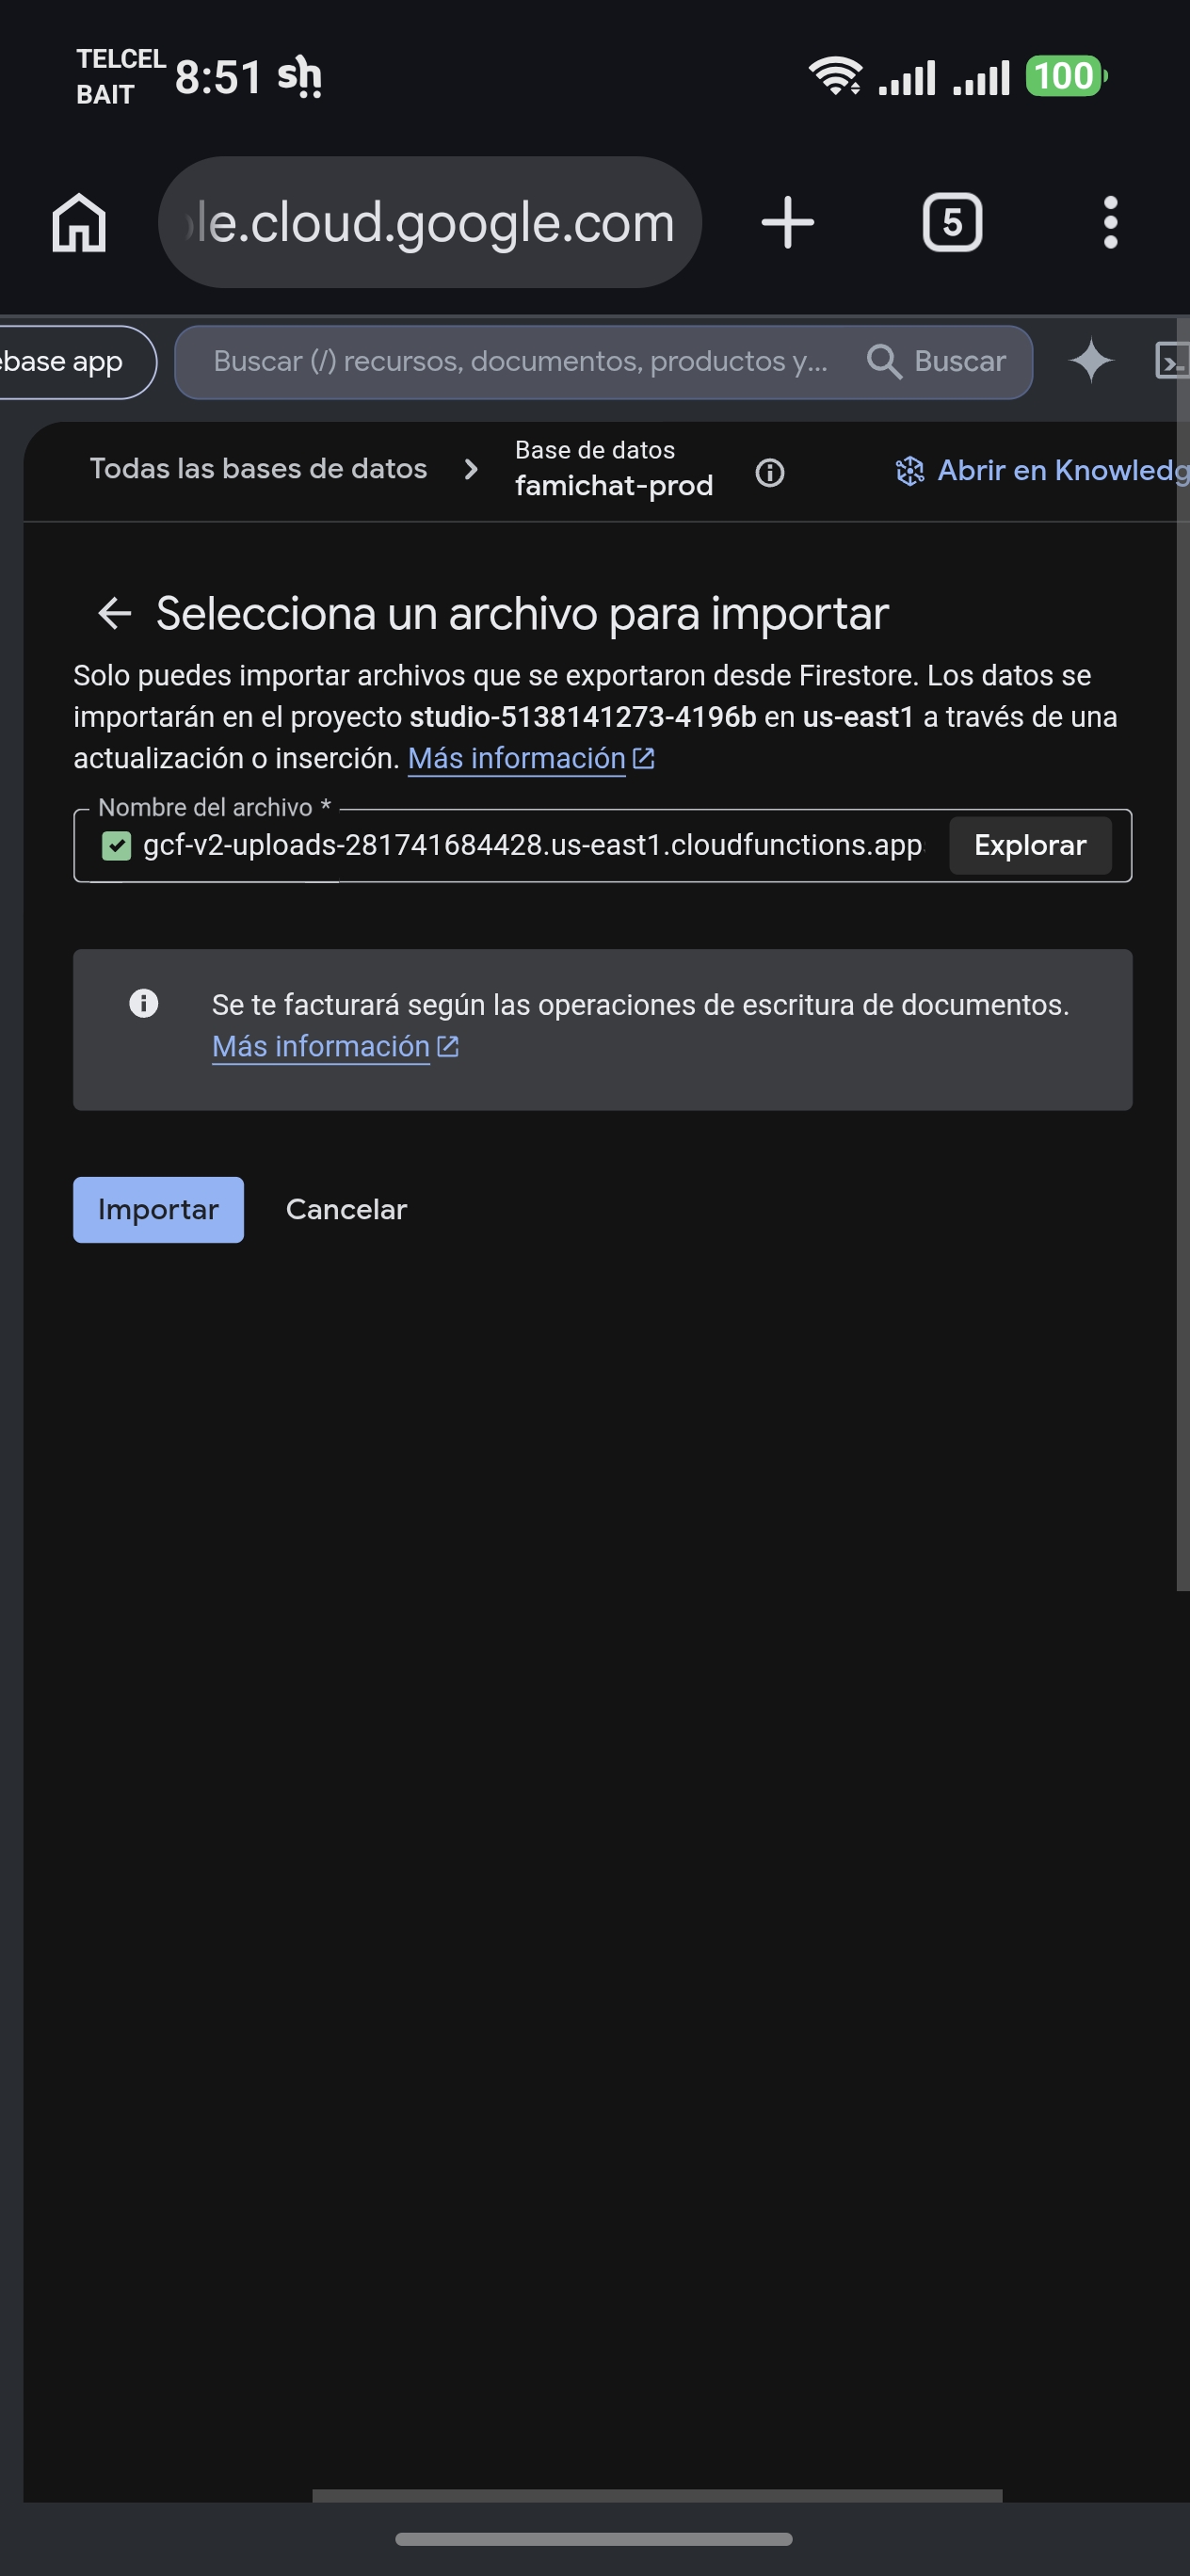 TELCEL
BAIT
8:51
100
le.cloud.google.com
5
ebase app
Buscar (/) recursos, documentos, productos y...
Buscar
Todas las bases de datos
Base de datos
famichat-prod
Abrir en Knowledg
Selecciona un archivo para importar
Solo puedes importar archivos que se exportaron desde Firestore. Los datos se
importarán en el proyecto studio-5138141273-4196b en us-east1 a través de una
actualización o inserción. Más información
Nombre del archivo *
gcf-v2-uploads-281741684428.us-east1.cloudfunctions.app
Explorar
Se te facturará según las operaciones de escritura de documentos.
Más información
Importar
Cancelar